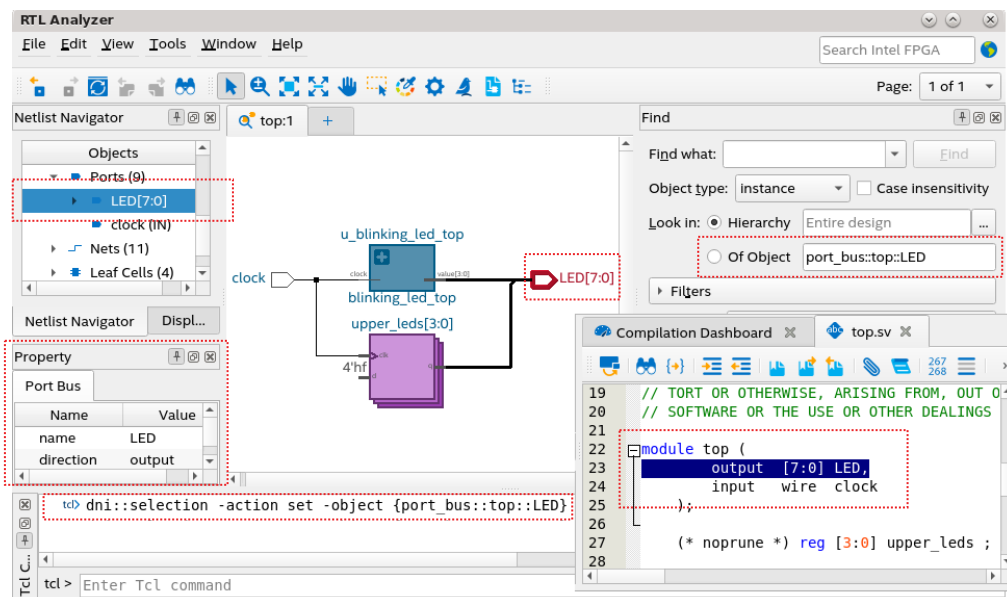 RTL Analyzer
File Edit View Tools Window Help
Search Intel FPGA
Page: 1 of 1
Netlist Navigator
Objects
Ports (9)
LED[7:0]
clock (IN)
Nets (11)
Leaf Cells (4)
Netlist Navigator Displ...
Property
Port Bus
Name Value
name LED
direction output
top:1 +
u_blinking_led_top
clock
clock value[3:0]
LED[7:0]
blinking_led_top
upper_leds[3:0]
clk
4'hf
d
q
Find
Find what: Find
Object type: instance Case insensitivity
Look in: Hierarchy Entire design ...
Of Object port_bus::top::LED
Filters
Compilation Dashboard top.sv
267
268
19 // TORT OR OTHERWISE, ARISING FROM, OUT O
20 // SOFTWARE OR THE USE OR OTHER DEALINGS
21
22 module top (
23 output [7:0] LED,
24 input wire clock
25 );
26
27 (* noprune *) reg [3:0] upper_leds ;
28
tcl> dni::selection -action set -object {port_bus::top::LED}
Tcl C...
tcl > Enter Tcl command